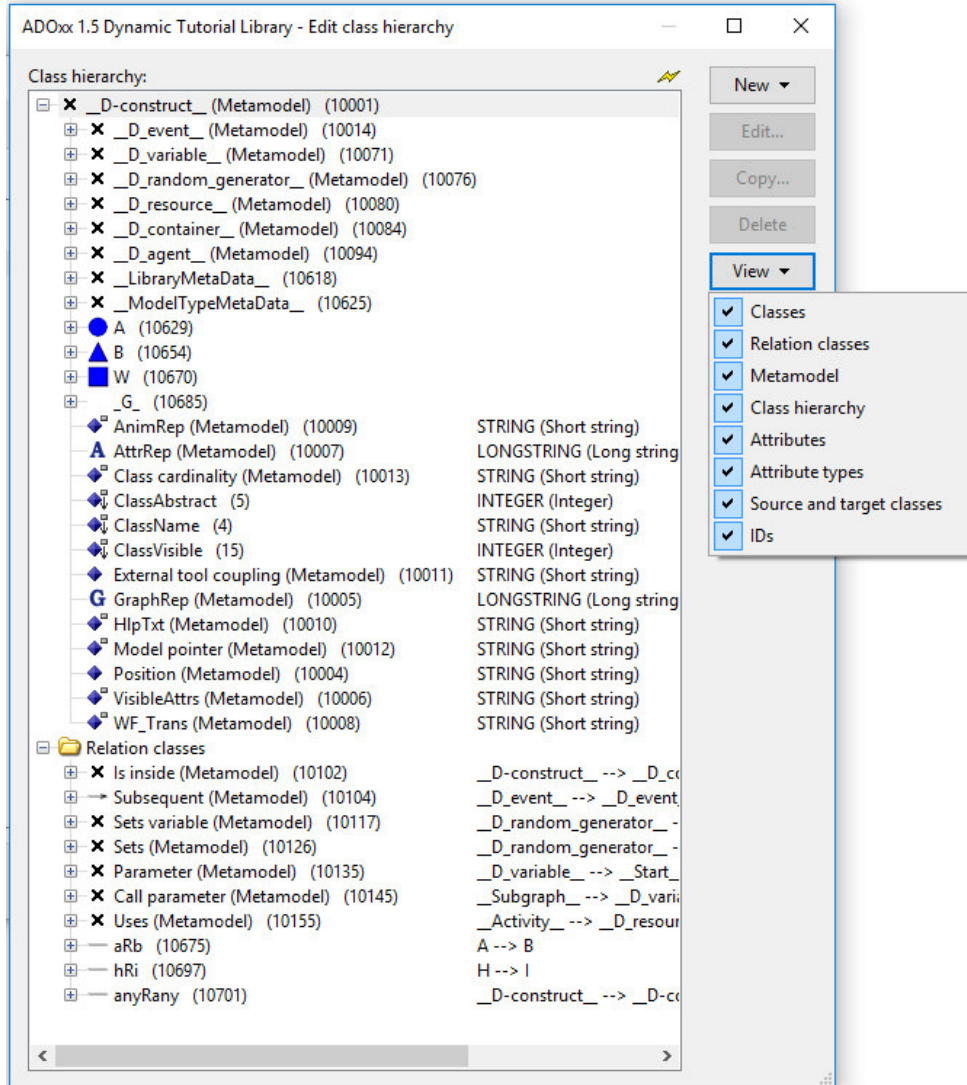 ADOxx 1.5 Dynamic Tutorial Library - Edit class hierarchy
Class hierarchy:
New
Edit...
Copy...
Delete
View
Classes
Relation classes
Metamodel
Class hierarchy
Attributes
Attribute types
Source and target classes
IDs
__D-construct__ (Metamodel) (10001)
__D_event__ (Metamodel) (10014)
__D_variable__ (Metamodel) (10071)
__D_random_generator__ (Metamodel) (10076)
__D_resource__ (Metamodel) (10080)
__D_container__ (Metamodel) (10084)
__D_agent__ (Metamodel) (10094)
__LibraryMetaData__ (10618)
__ModelTypeMetaData__ (10625)
A (10629)
B (10654)
W (10670)
_G_ (10685)
AnimRep (Metamodel) (10009) STRING (Short string)
A AttrRep (Metamodel) (10007) LONGSTRING (Long string
Class cardinality (Metamodel) (10013) STRING (Short string)
ClassAbstract (5) INTEGER (Integer)
ClassName (4) STRING (Short string)
ClassVisible (15) INTEGER (Integer)
External tool coupling (Metamodel) (10011) STRING (Short string)
G GraphRep (Metamodel) (10005) LONGSTRING (Long string
HlpTxt (Metamodel) (10010) STRING (Short string)
Model pointer (Metamodel) (10012) STRING (Short string)
Position (Metamodel) (10004) STRING (Short string)
VisibleAttrs (Metamodel) (10006) STRING (Short string)
WF_Trans (Metamodel) (10008) STRING (Short string)
Relation classes
Is inside (Metamodel) (10102) __D-construct__ --> __D_co
Subsequent (Metamodel) (10104) __D_event__ --> __D_event_
Sets variable (Metamodel) (10117) __D_random_generator__ -
Sets (Metamodel) (10126) __D_random_generator__ -
Parameter (Metamodel) (10135) __D_variable__ --> __Start_
Call parameter (Metamodel) (10145) __Subgraph__ --> __D_varia
Uses (Metamodel) (10155) __Activity__ --> __D_resour
aRb (10675) A --> B
hRi (10697) H --> I
anyRany (10701) __D-construct__ --> __D-co